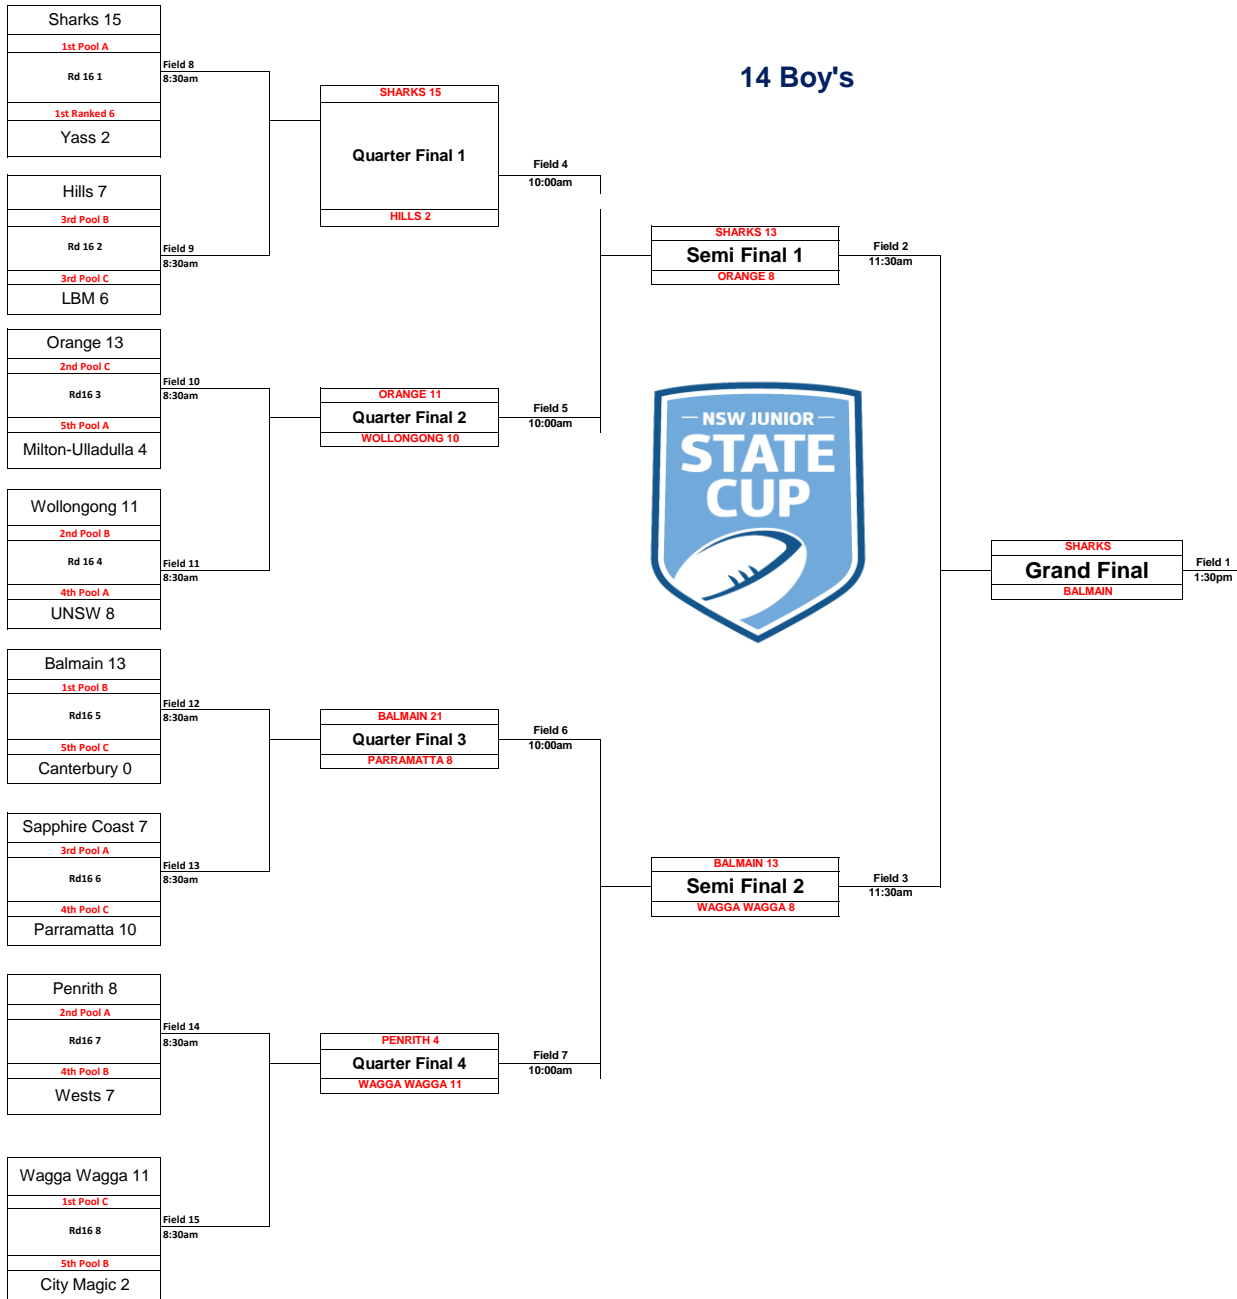 14 Boy's
Sharks 15
1st Pool A
Rd 16 1
1st Ranked 6
Yass 2
Field 8
8:30am
Hills 7
3rd Pool B
Rd 16 2
3rd Pool C
LBM 6
Field 9
8:30am
Orange 13
2nd Pool C
Rd16 3
5th Pool A
Milton-Ulladulla 4
Field 10
8:30am
Wollongong 11
2nd Pool B
Rd 16 4
4th Pool A
UNSW 8
Field 11
8:30am
Balmain 13
1st Pool B
Rd16 5
5th Pool C
Canterbury 0
Field 12
8:30am
Sapphire Coast 7
3rd Pool A
Rd16 6
4th Pool C
Parramatta 10
Field 13
8:30am
Penrith 8
2nd Pool A
Rd16 7
4th Pool B
Wests 7
Field 14
8:30am
Wagga Wagga 11
1st Pool C
Rd16 8
5th Pool B
City Magic 2
Field 15
8:30am
SHARKS 15
Quarter Final 1
HILLS 2
Field 4
10:00am
ORANGE 11
Quarter Final 2
WOLLONGONG 10
Field 5
10:00am
BALMAIN 21
Quarter Final 3
PARRAMATTA 8
Field 6
10:00am
PENRITH 4
Quarter Final 4
WAGGA WAGGA 11
Field 7
10:00am
SHARKS 13
Semi Final 1
ORANGE 8
Field 2
11:30am
NSW JUNIOR
STATE
CUP
BALMAIN 13
Semi Final 2
WAGGA WAGGA 8
Field 3
11:30am
SHARKS
Grand Final
BALMAIN
Field 1
1:30pm